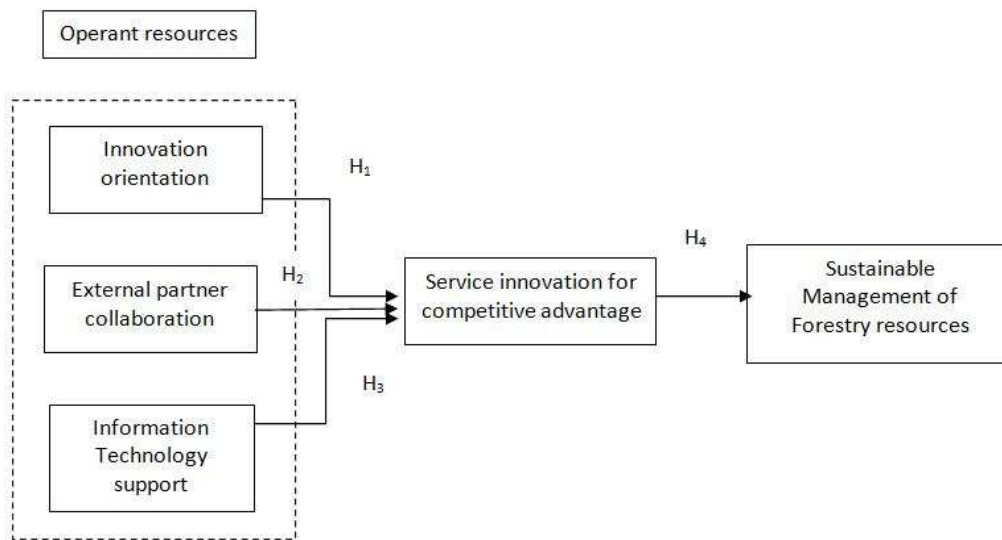 Operant resources
Innovation
orientation
H₁
External partner
collaboration
H₂
Information
Technology
support
H₃
Service innovation for
competitive advantage
H₄
Sustainable
Management of
Forestry resources